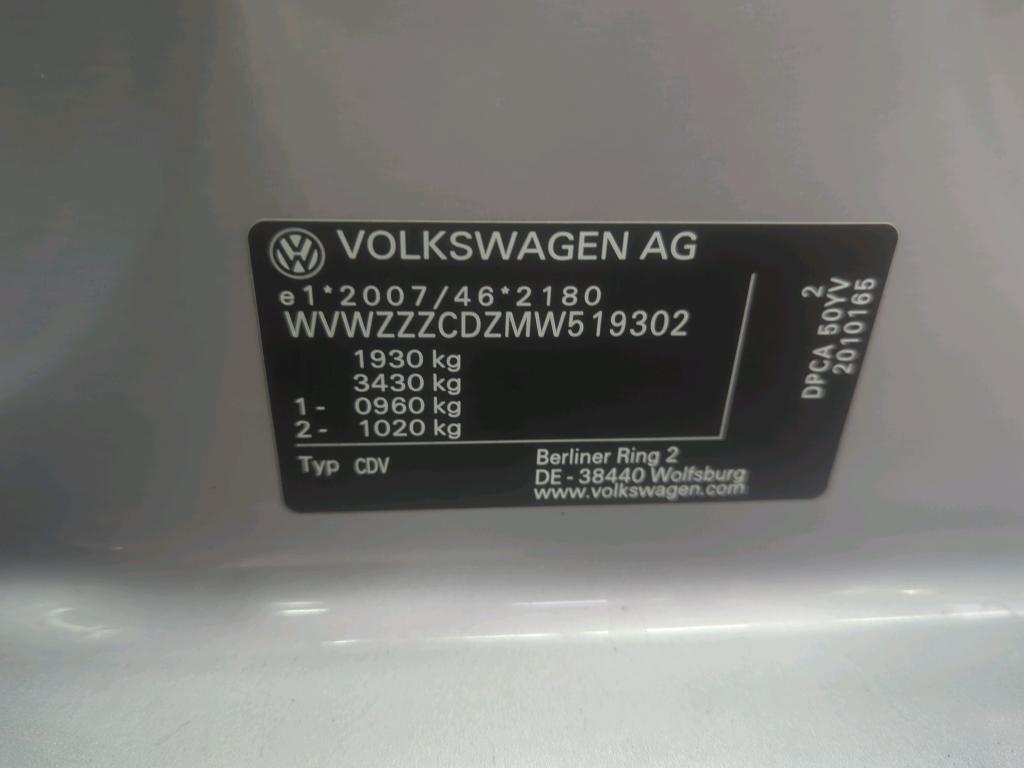 VOLKSWAGEN AG
e1*2007/46*2180
WVWZZZCDZMW519302
1930 kg
3430 kg
1- 0960 kg
2- 1020 kg
Typ CDV
Berliner Ring 2
DE-38440 Wolfsburg
www.volkswagen.com
2
DPCA 50YV
2010165